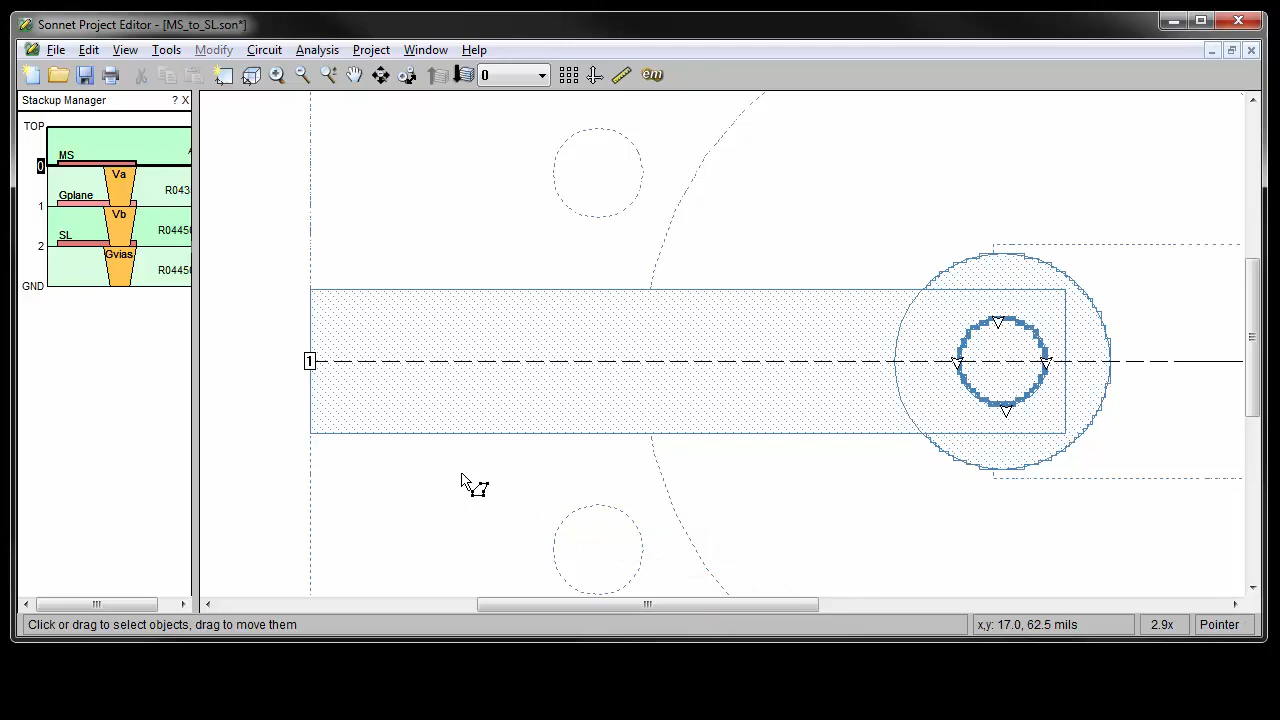 Sonnet Project Editor - [MS_to_SL.son*]
File Edit View Tools Modify Circuit Analysis Project Window Help
0 em
Stackup Manager ? X
TOP
MS
0
Va
Gplane R043
1
Vb
SL R0445
2
Gvias R0445
GND
1
Click or drag to select objects, drag to move them
x,y: 17.0, 62.5 mils
2.9x
Pointer